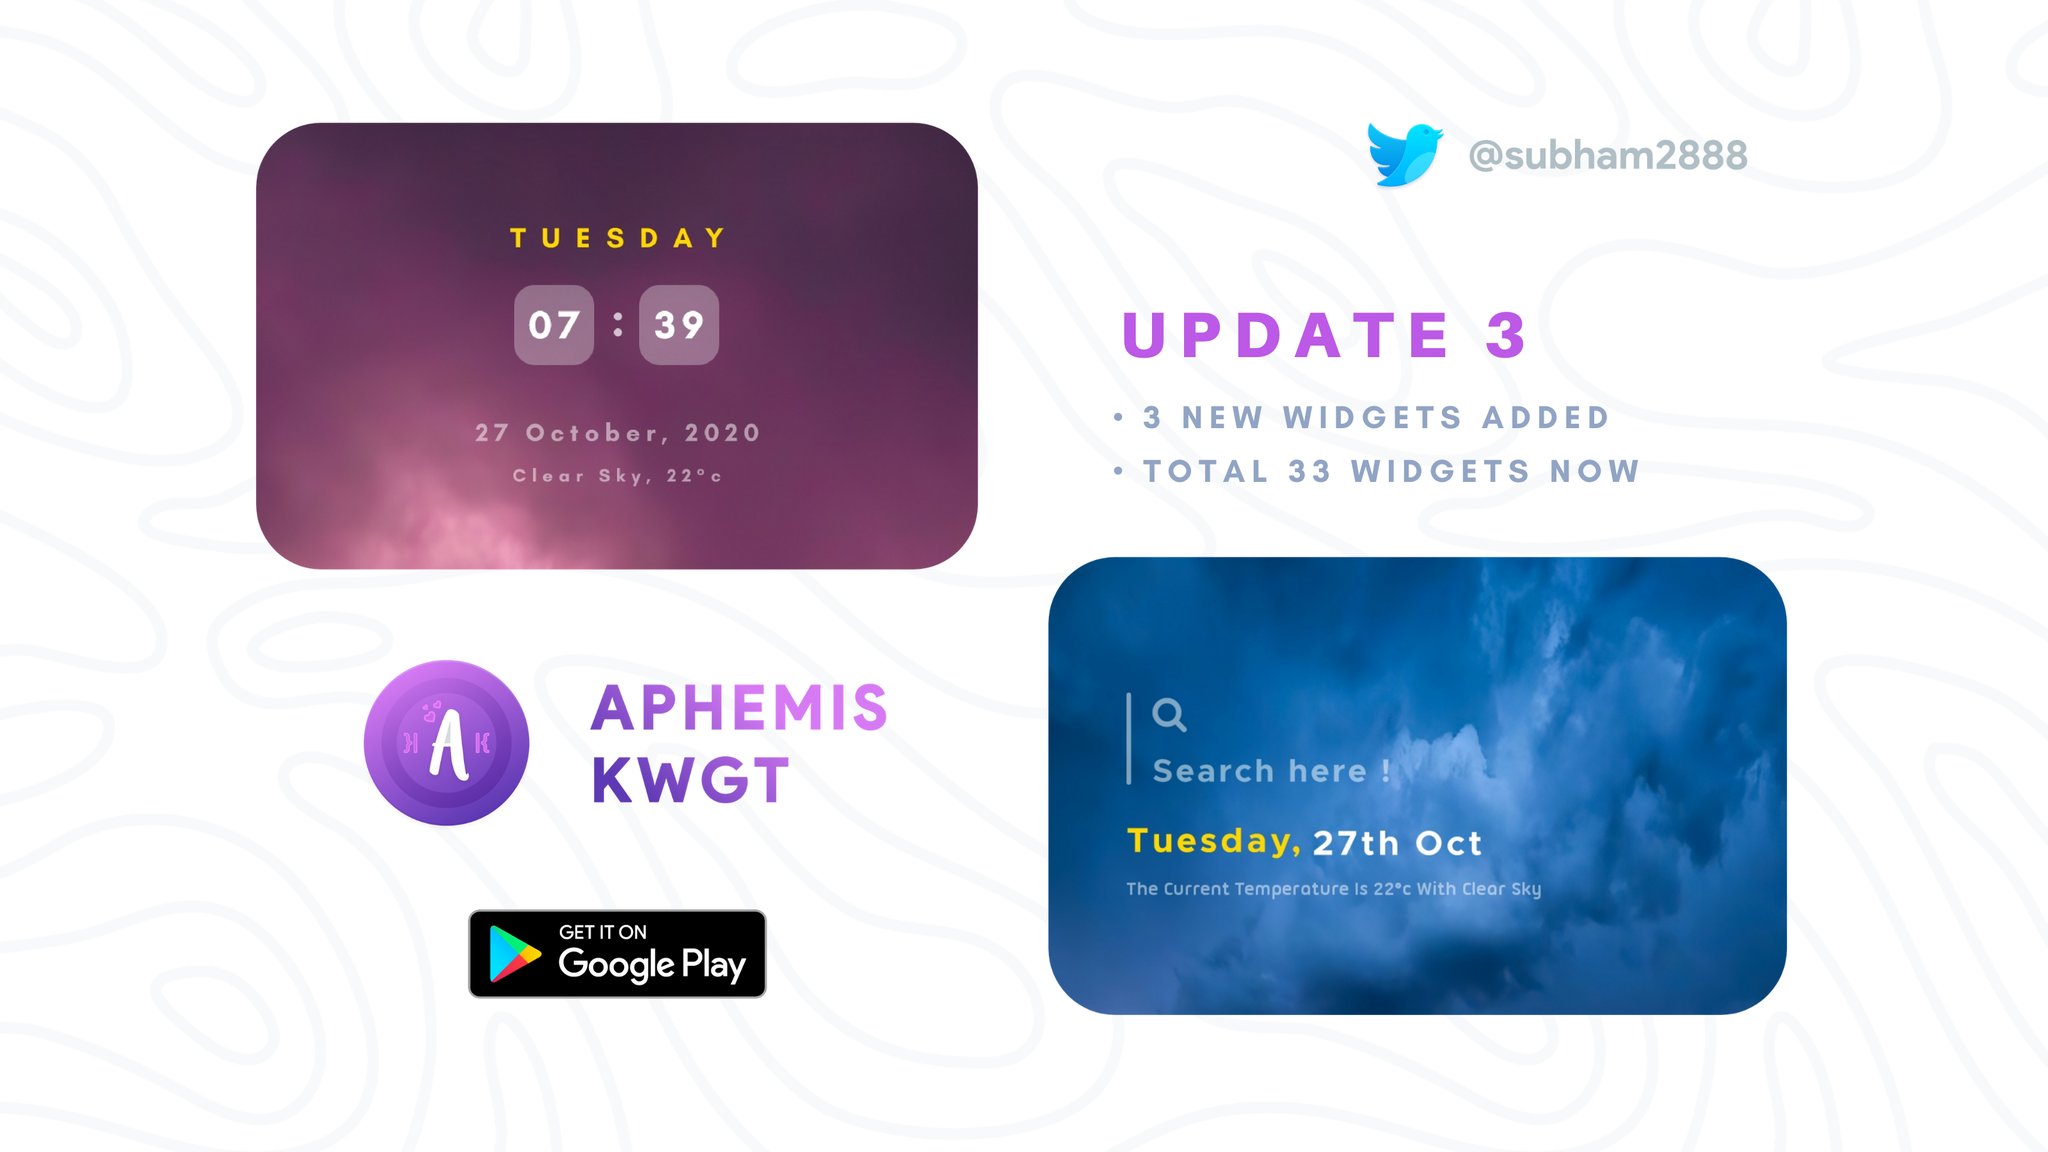 TUESDAY
07 : 39
27 October, 2020
Clear Sky, 22°c
@subham2888
UPDATE 3
• 3 NEW WIDGETS ADDED
• TOTAL 33 WIDGETS NOW
A
APHEMIS
KWGT
GET IT ON
Google Play
Search here !
Tuesday, 27th Oct
The Current Temperature Is 22°c With Clear Sky